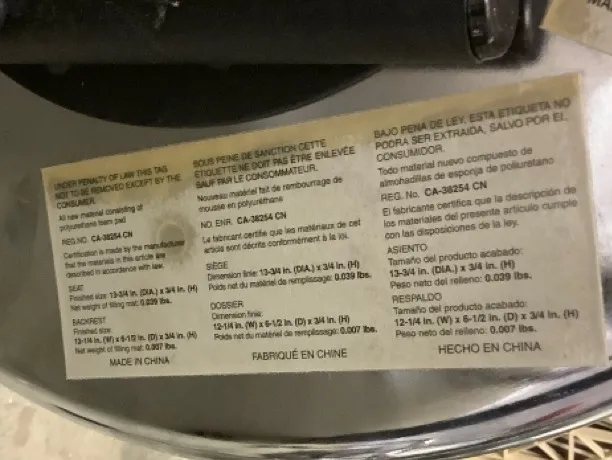 UNDER PENALTY OF LAW THIS TAG
NOT TO BE REMOVED EXCEPT BY THE
CONSUMER.
All new material consisting of
polyurethane foam pad
REG.NO. CA-38254 CN
Certification is made by the manufacturer
that the materials in this article are
described in accordance with law.
SEAT
Finished size: 13-3/4 in. (DIA.) x 3/4 in. (H)
Net weight of filling mat: 0.039 lbs.
BACKREST
Finished size:
12-1/4 in. (W) x 6-1/2 in. (D) x 3/4 in. (H)
Net weight of filling mat: 0.007 lbs.
MADE IN CHINA
SOUS PEINE DE SANCTION CETTE
ÉTIQUETTE NE DOIT PAS ÊTRE ENLEVÉE
SAUF PAR LE CONSOMMATEUR.
Nouveau matériel fait de rembourrage de
mousse en polyuréthane
NO. ENR. CA-38254 CN
Le fabricant certifie que les matériaux de cet
article sont décrits conformément à la loi.
SIÈGE
Dimension finie: 13-3/4 in. (DIA.) x 3/4 in. (H)
Poids net du matériel de remplissage: 0.039 lbs.
DOSSIER
Dimension finie:
12-1/4 in. (W) x 6-1/2 in. (D) x 3/4 in. (H)
Poids net du matériel de remplissage: 0.007 lbs.
FABRIQUÉ EN CHINE
BAJO PENA DE LEY, ESTA ETIQUETA NO
PODRA SER EXTRAIDA, SALVO POR EL
CONSUMIDOR.
Todo material nuevo compuesto de
almohadillas de esponja de poliuretano
REG. No. CA-38254 CN
El fabricante certifica que la descripción de
los materiales del presente artículo cumple
con las disposiciones de la ley.
ASIENTO
Tamaño del producto acabado:
13-3/4 in. (DIA.) x 3/4 in. (H)
Peso neto del relleno: 0.039 lbs.
RESPALDO
Tamaño del producto acabado:
12-1/4 in. (W) x 6-1/2 in. (D) x 3/4 in. (H)
Peso neto del relleno: 0.007 lbs.
HECHO EN CHINA